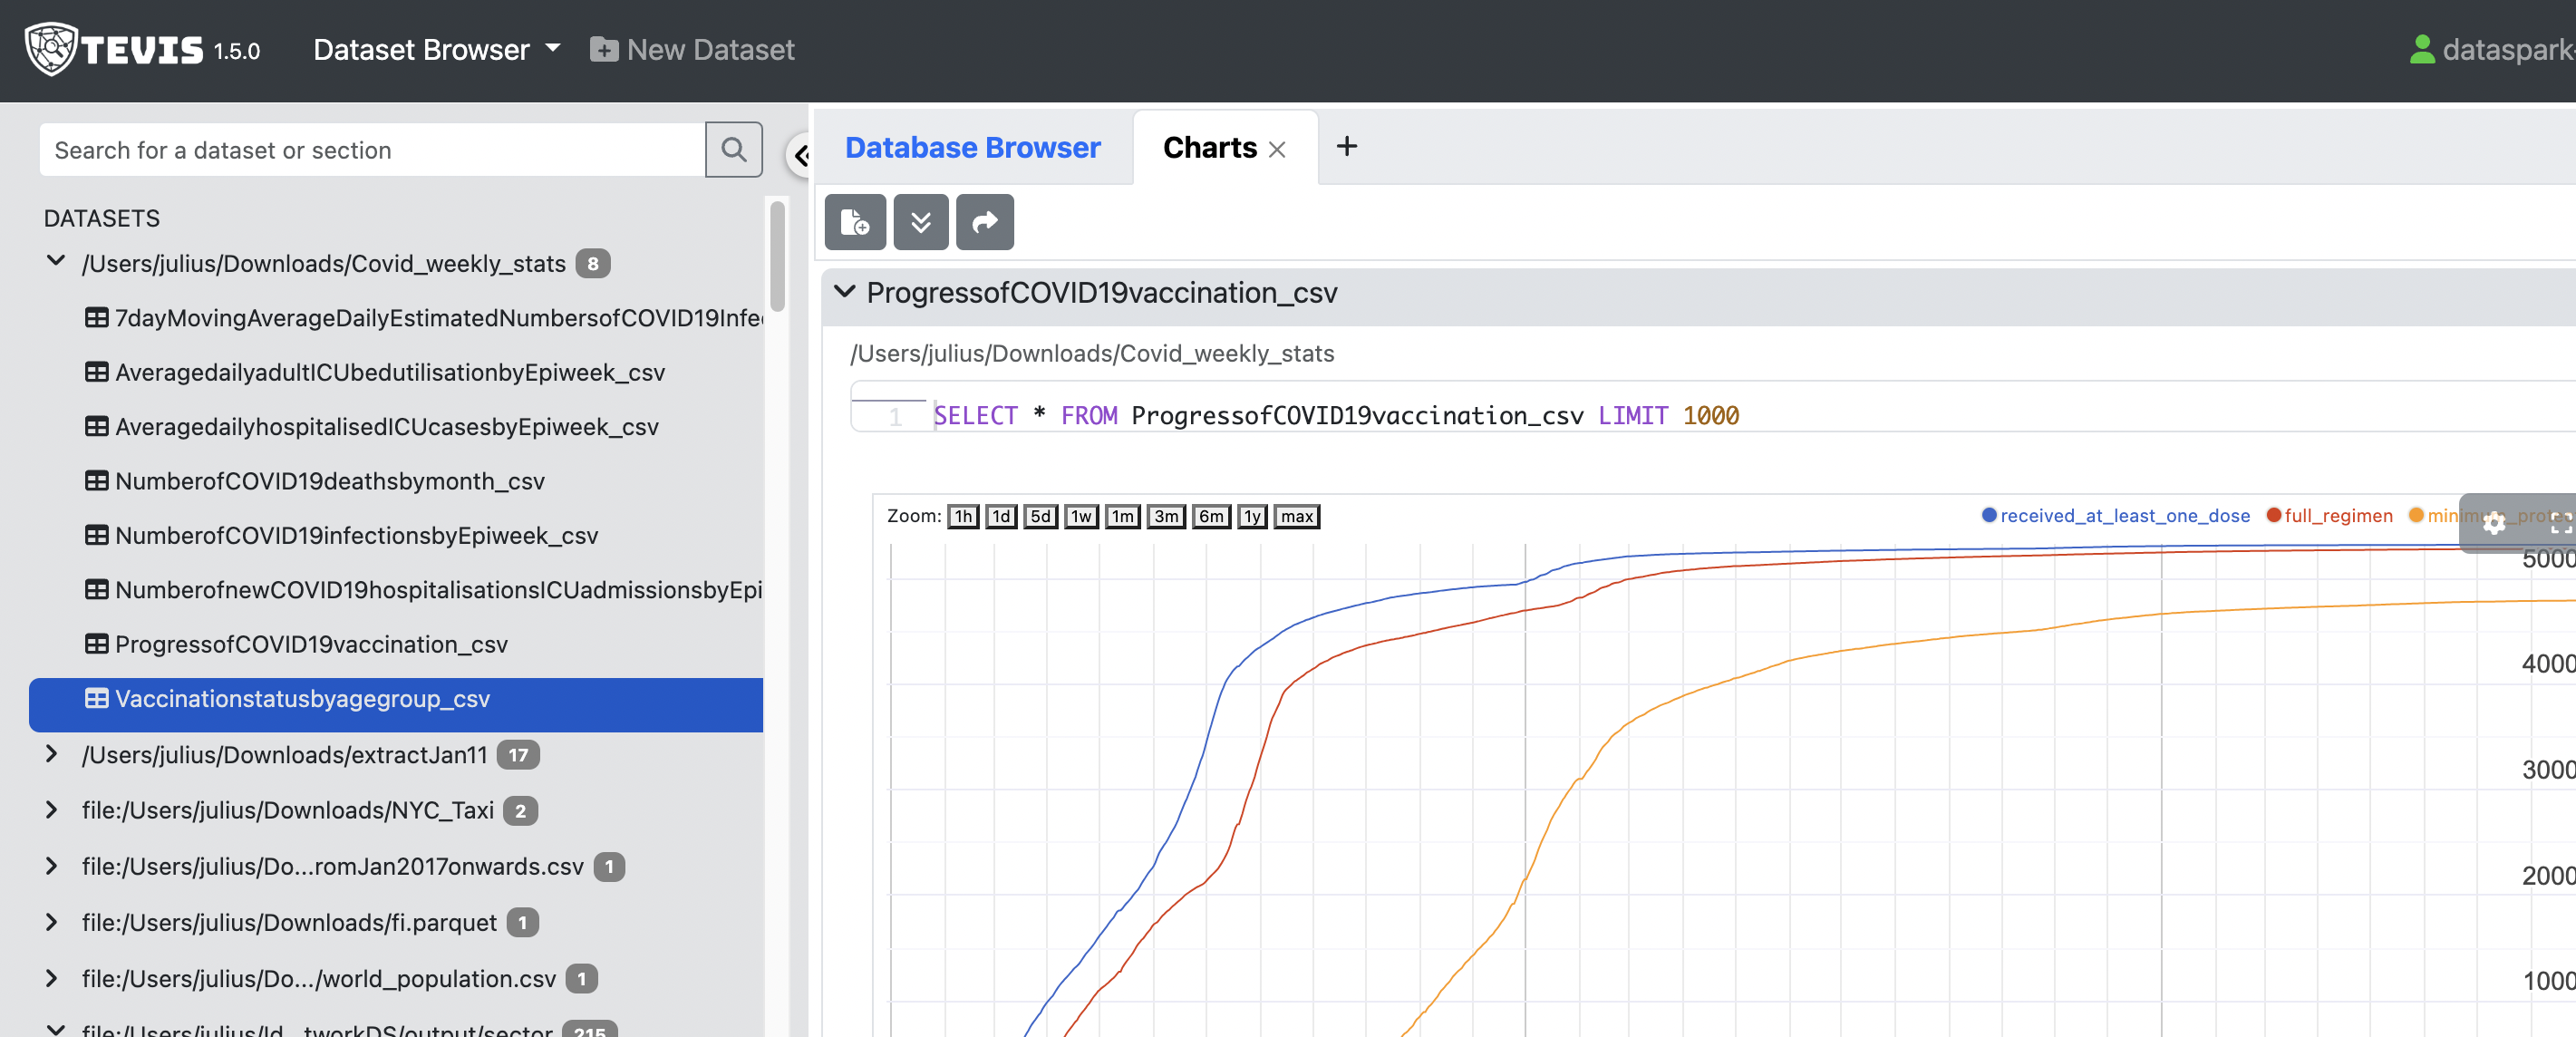 TEVIS 1.5.0 Dataset Browser New Dataset dataspark
Search for a dataset or section
DATASETS
/Users/julius/Downloads/Covid_weekly_stats 8
7dayMovingAverageDailyEstimatedNumbersofCOVID19Infe
AveragedailyadultICUbedutilisationbyEpiweek_csv
AveragedailyhospitalisedICUcasesbyEpiweek_csv
NumberofCOVID19deathsbymonth_csv
NumberofCOVID19infectionsbyEpiweek_csv
NumberofnewCOVID19hospitalisationsICUadmissionsbyEpi
ProgressofCOVID19vaccination_csv
Vaccinationstatusbyagegroup_csv
/Users/julius/Downloads/extractJan11 17
file:/Users/julius/Downloads/NYC_Taxi 2
file:/Users/julius/Do...romJan2017onwards.csv 1
file:/Users/julius/Downloads/fi.parquet 1
file:/Users/julius/Do.../world_population.csv 1
file:/Users/julius/Id...tworkDS/output/sector 215
Database Browser Charts +
ProgressofCOVID19vaccination_csv
/Users/julius/Downloads/Covid_weekly_stats
1 SELECT * FROM ProgressofCOVID19vaccination_csv LIMIT 1000
Zoom: 1h 1d 5d 1w 1m 3m 6m 1y max
received_at_least_one_dose full_regimen minimum_protec
5000
4000
3000
2000
1000